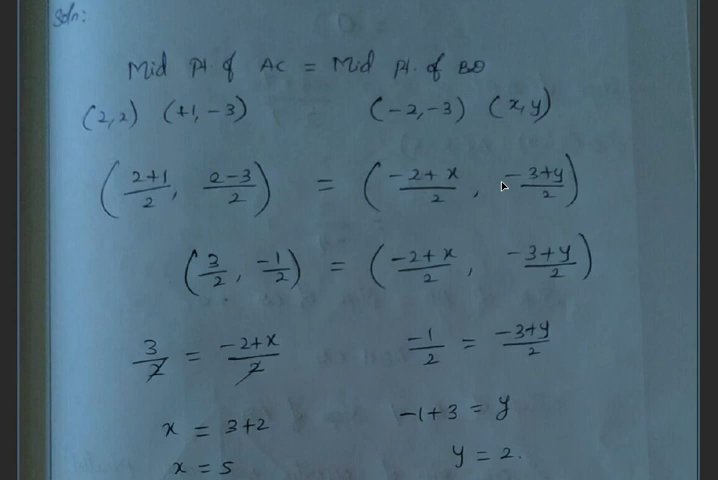 Soln:
Mid pt. of AC = Mid pt. of BD
(2,2) (+1,-3) (-2,-3) (x,y)
(2+1/2, 2-3/2) = (-2+x/2, -3+y/2)
(3/2, -1/2) = (-2+x/2, -3+y/2)
3/2 = -2+x/2 -1/2 = -3+y/2
x = 3+2 -1+3 = y
x = 5 y = 2.